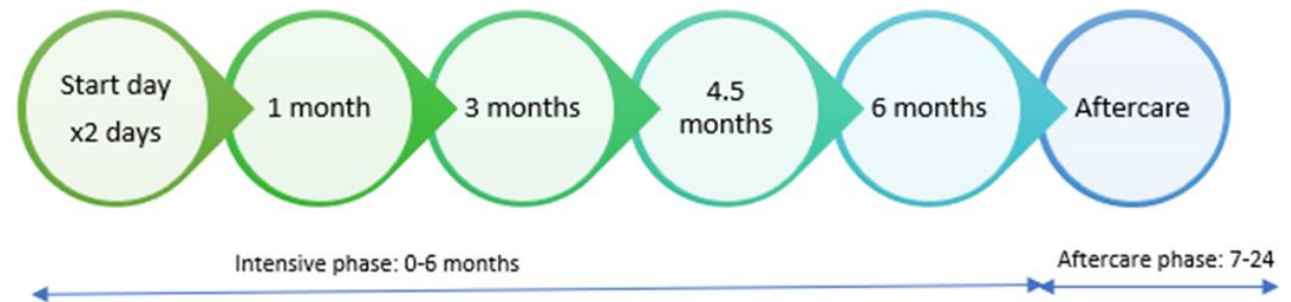 Start day
x2 days
1 month
3 months
4.5
months
6 months
Aftercare
Intensive phase: 0-6 months
Aftercare phase: 7-24